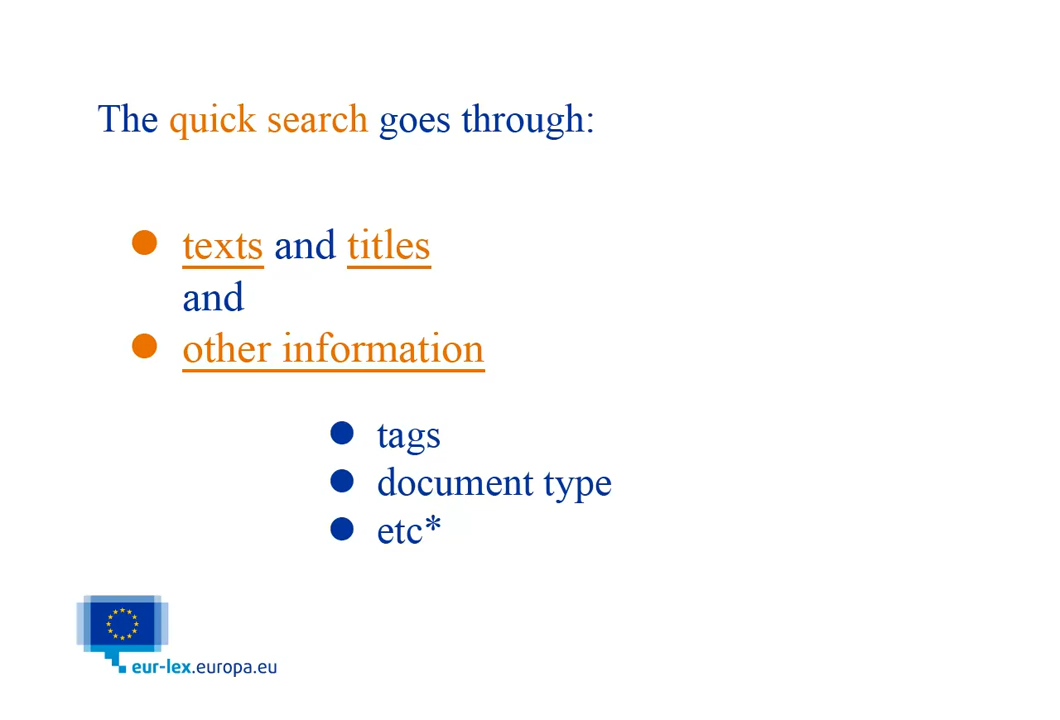 The quick search goes through:
texts and titles
and
other information
tags
document type
etc*
eur-lex.europa.eu